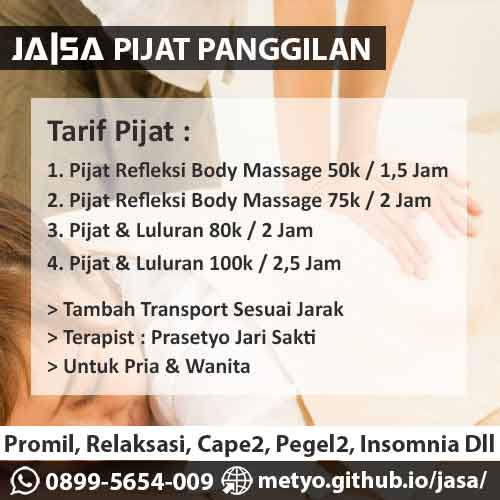 JA|SA PIJAT PANGGILAN
Tarif Pijat :
1. Pijat Refleksi Body Massage 50k / 1,5 Jam
2. Pijat Refleksi Body Massage 75k / 2 Jam
3. Pijat & Luluran 80k / 2 Jam
4. Pijat & Luluran 100k / 2,5 Jam
> Tambah Transport Sesuai Jarak
> Terapist : Prasetyo Jari Sakti
> Untuk Pria & Wanita
Promil, Relaksasi, Cape2, Pegel2, Insomnia Dll
0899-5654-009 metyo.github.io/jasa/